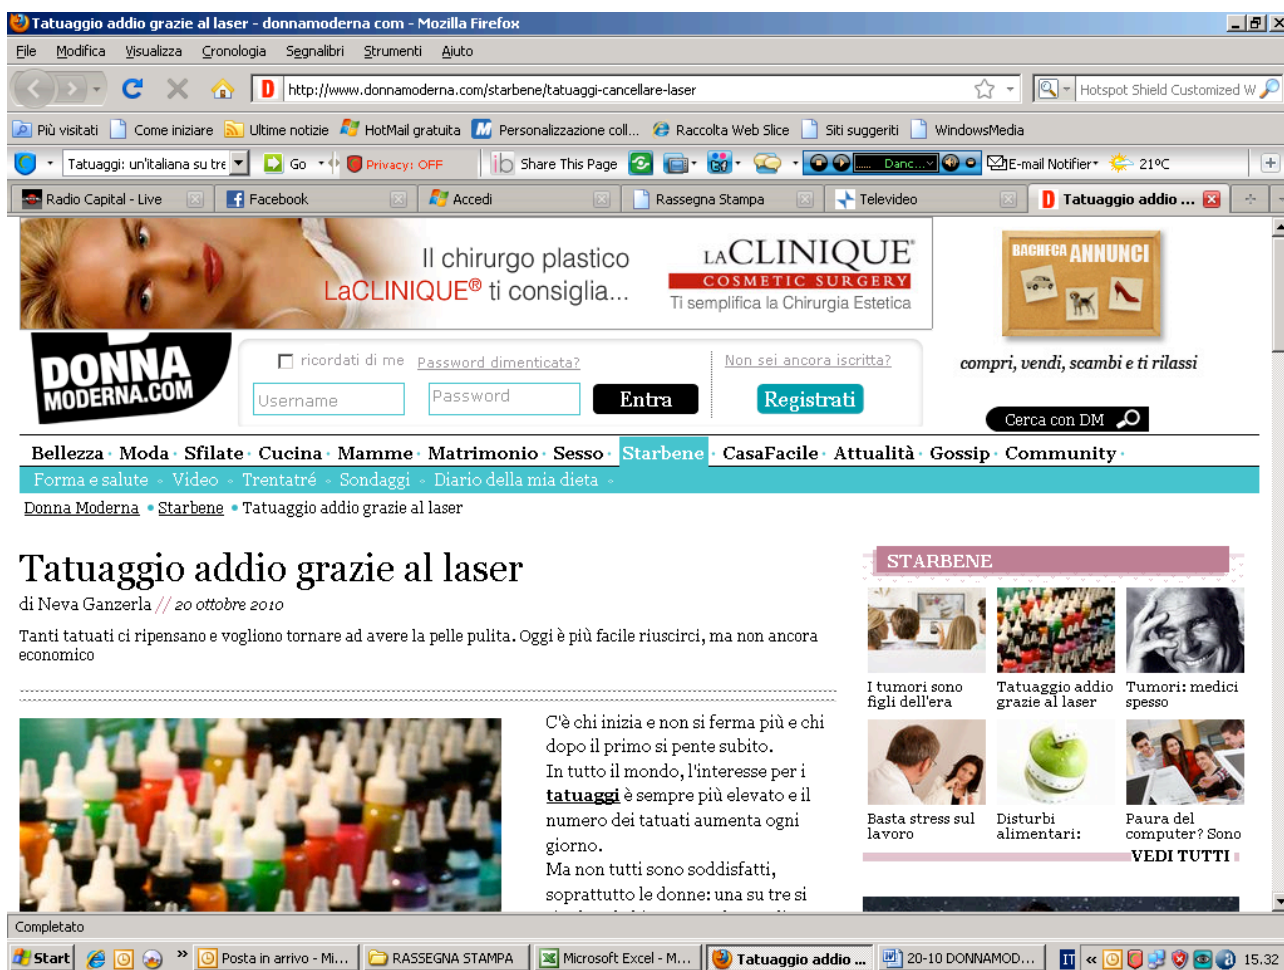 Tatuaggio addio grazie al laser - donnamoderna com - Mozilla Firefox
File Modifica Visualizza Cronologia Segnalibri Strumenti Aiuto
http://www.donnamoderna.com/starbene/tatuaggi-cancellare-laser
Hotspot Shield Customized W
Più visitati Come iniziare Ultime notizie HotMail gratuita Personalizzazione coll... Raccolta Web Slice Siti suggeriti WindowsMedia
Tatuaggi: un'italiana su tre Go Privacy: OFF Share This Page Danc... E-mail Notifier 21ºC
Radio Capital - Live Facebook Accedi Rassegna Stampa Televideo Tatuaggio addio ...
Il chirurgo plastico
LaCLINIQUE® ti consiglia...
LACLINIQUE®
COSMETIC SURGERY
Ti semplifica la Chirurgia Estetica
BACHECA ANNUNCI
compri, vendi, scambi e ti rilassi
DONNA
MODERNA.COM
ricordati di me Password dimenticata?
Username Password Entra
Non sei ancora iscritta?
Registrati
Cerca con DM
Bellezza · Moda · Sfilate · Cucina · Mamme · Matrimonio · Sesso · Starbene · CasaFacile · Attualità · Gossip · Community ·
Forma e salute • Video • Trentatré • Sondaggi • Diario della mia dieta •
Donna Moderna • Starbene • Tatuaggio addio grazie al laser
Tatuaggio addio grazie al laser
di Neva Ganzerla // 20 ottobre 2010
Tanti tatuati ci ripensano e vogliono tornare ad avere la pelle pulita. Oggi è più facile riuscirci, ma non ancora
economico
C'è chi inizia e non si ferma più e chi
dopo il primo si pente subito.
In tutto il mondo, l'interesse per i
tatuaggi è sempre più elevato e il
numero dei tatuati aumenta ogni
giorno.
Ma non tutti sono soddisfatti,
soprattutto le donne: una su tre si
STARBENE
I tumori sono
figli dell'era
Tatuaggio addio
grazie al laser
Tumori: medici
spesso
Basta stress sul
lavoro
Disturbi
alimentari:
Paura del
computer? Sono
VEDI TUTTI
Completato
Start Posta in arrivo - Mi... RASSEGNA STAMPA Microsoft Excel - M... Tatuaggio addio ... 20-10 DONNAMOD... IT 15.32